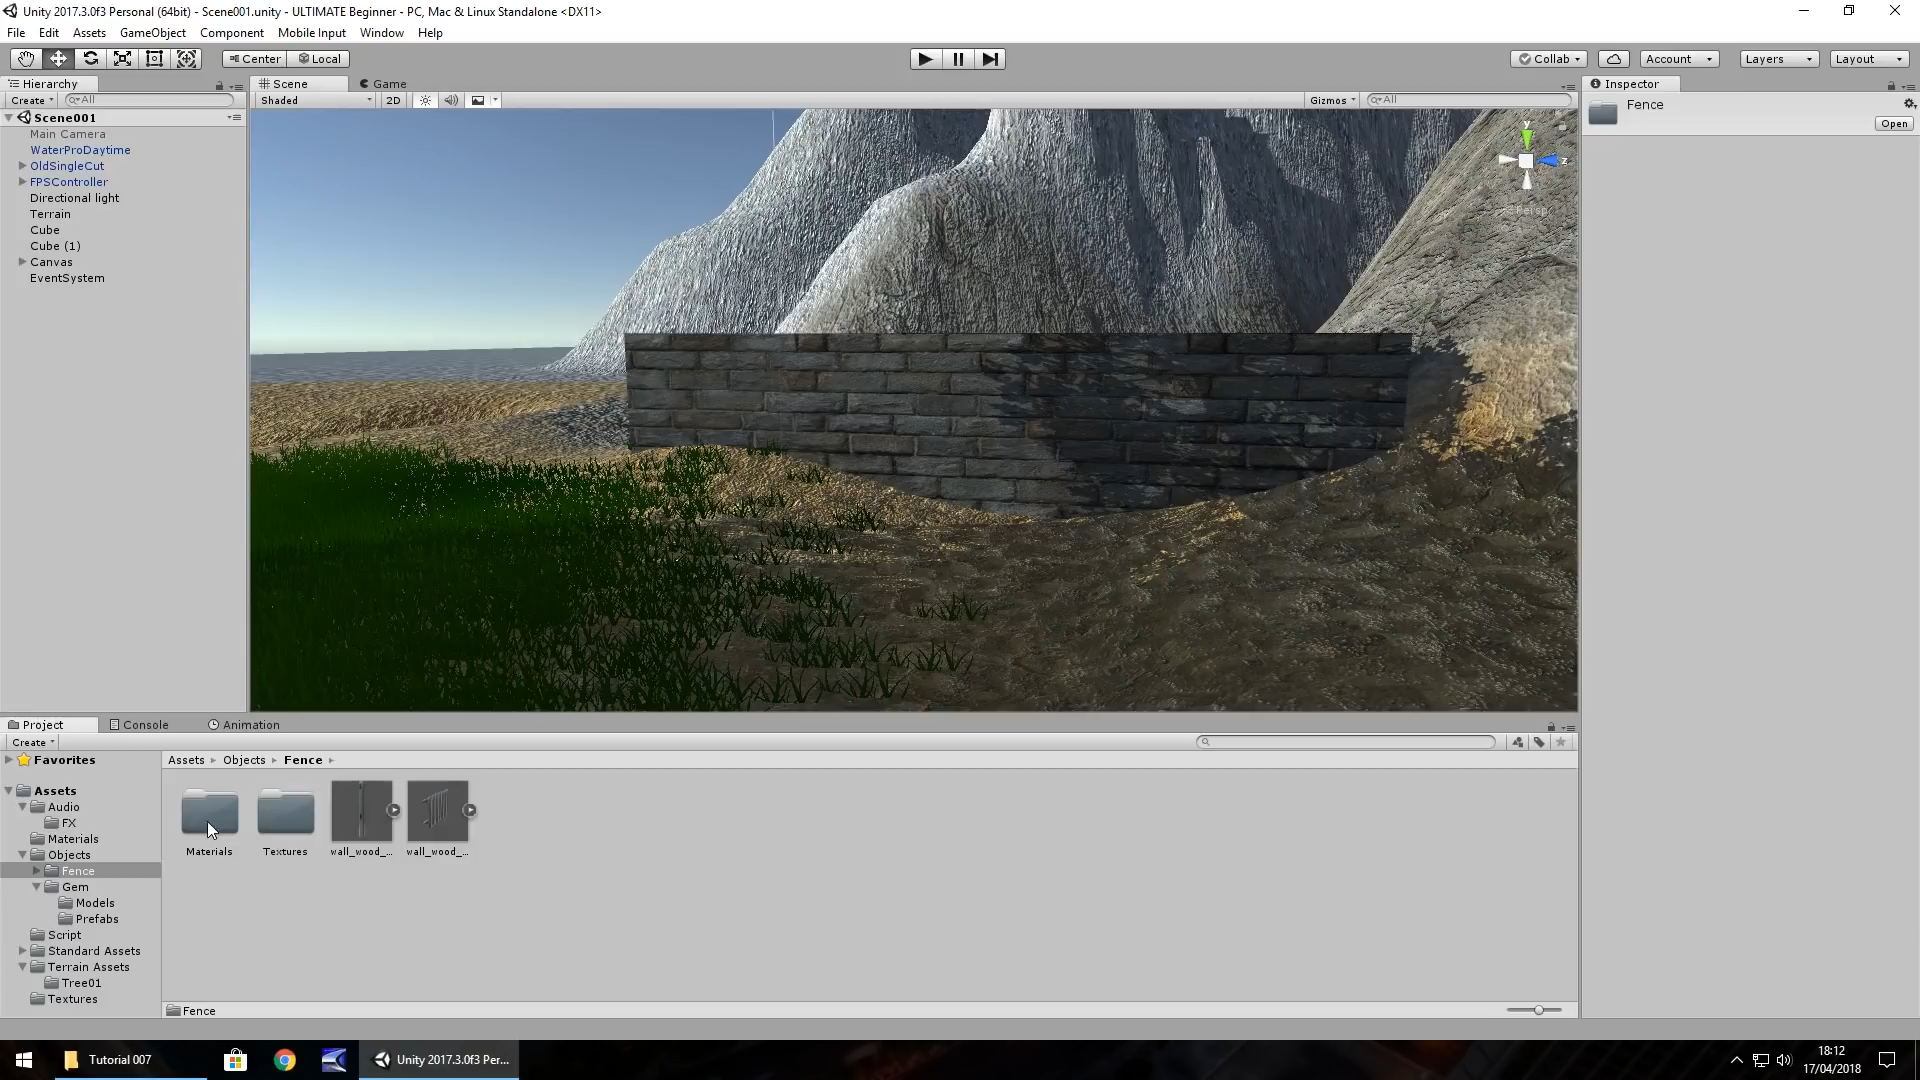 Unity 2017.3.0f3 Personal (64bit) - Scene001.unity - ULTIMATE Beginner - PC, Mac & Linux Standalone <DX11>
File Edit Assets GameObject Component Mobile Input Window Help
Center Local Collab Account Layers Layout
Hierarchy Scene Game Inspector
Create All Shaded 2D Gizmos All Fence
Open
Scene001
Main Camera
WaterProDaytime
OldSingleCut
FPSController
Directional light
Terrain
Cube
Cube (1)
Canvas
EventSystem
y
z
Persp
Project Console Animation
Create
Favorites Assets Objects Fence
Assets
Audio
FX
Materials
Objects
Fence
Gem
Models
Prefabs
Script
Standard Assets
Terrain Assets
Tree01
Textures
Materials Textures wall_wood_... wall_wood_...
Fence
Tutorial 007 Unity 2017.3.0f3 Per...
18:12
17/04/2018